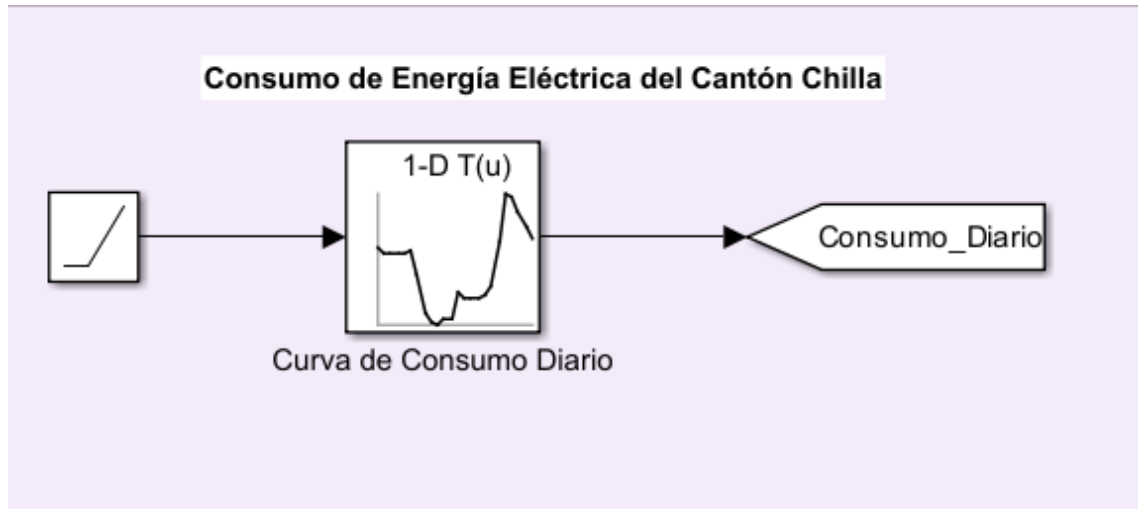 Consumo de Energía Eléctrica del Cantón Chilla
1-D T(u)
Consumo_Diario
Curva de Consumo Diario